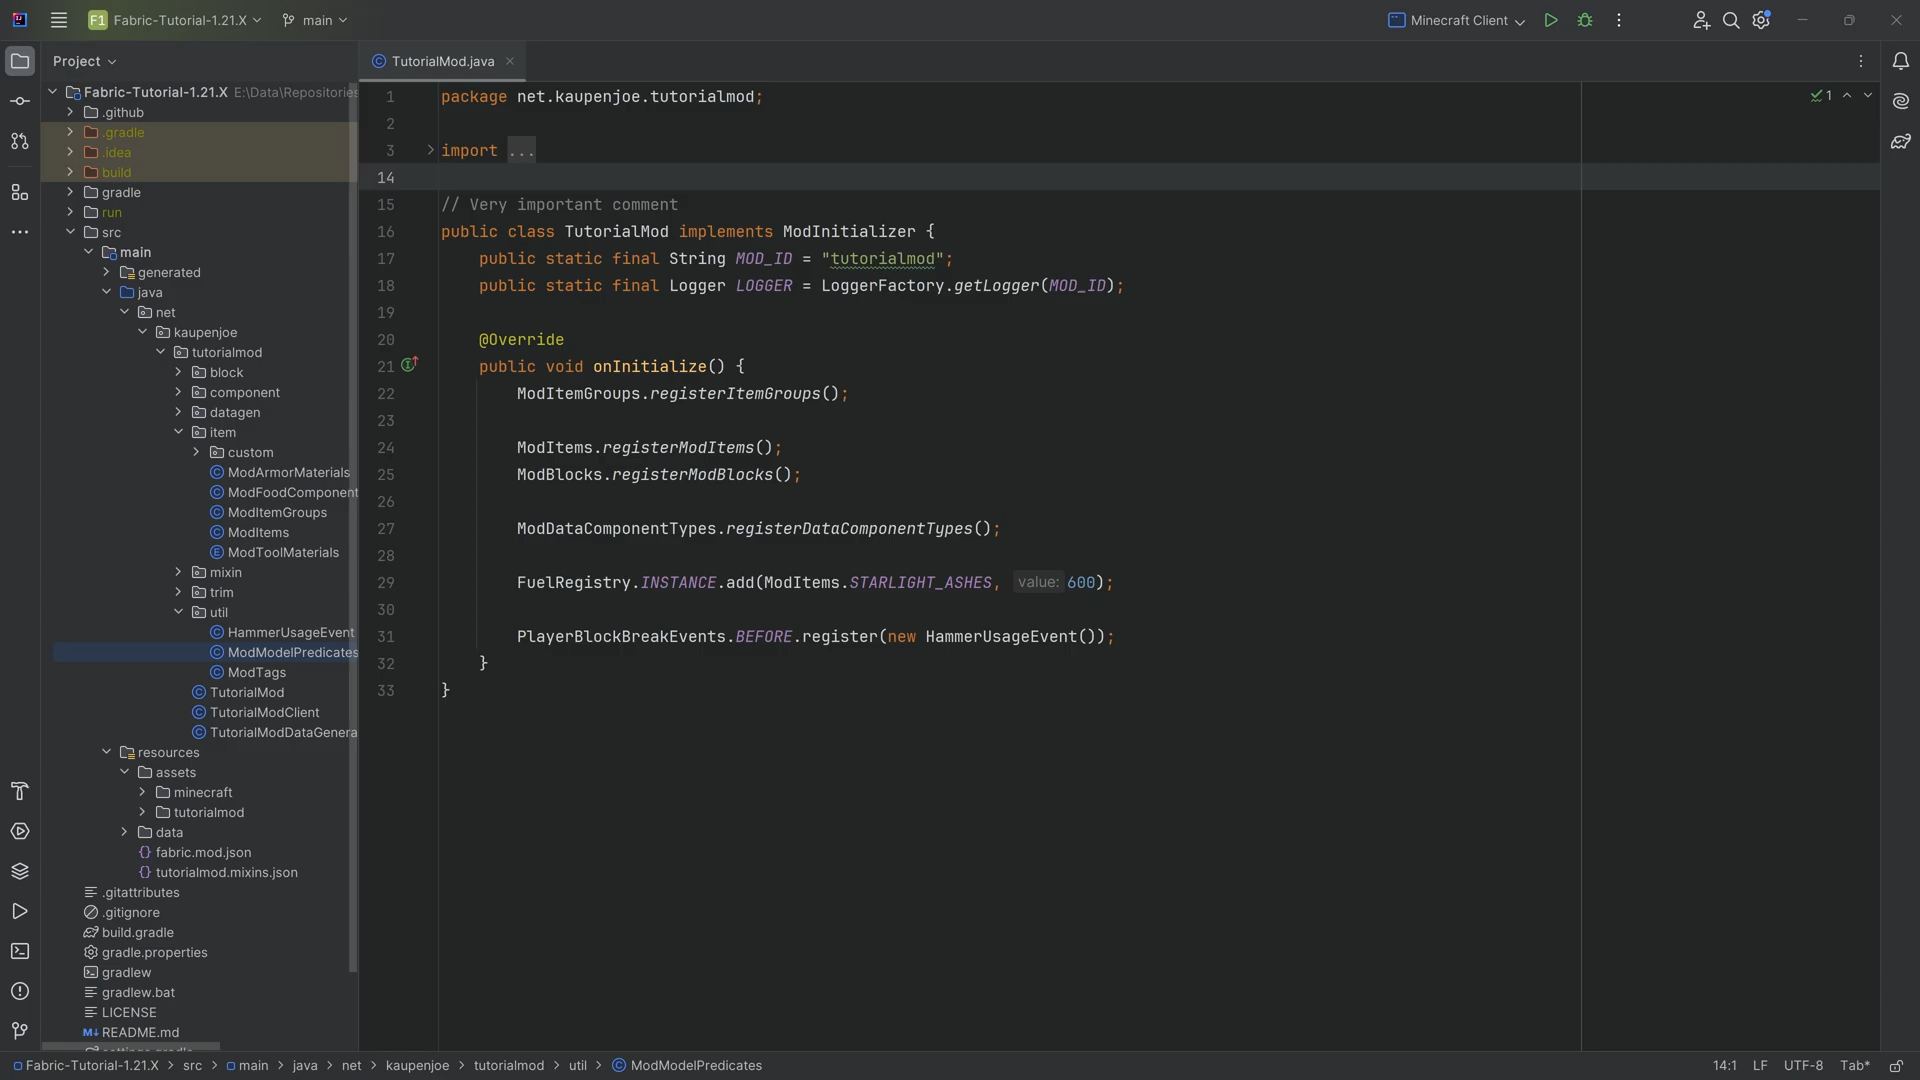 F1 Fabric-Tutorial-1.21.X main Minecraft Client
Project
TutorialMod.java
Fabric-Tutorial-1.21.X E:\Data\Repositories
.github
.gradle
.idea
build
gradle
run
src
main
generated
java
net
kaupenjoe
tutorialmod
block
component
datagen
item
custom
ModArmorMaterials
ModFoodComponent
ModItemGroups
ModItems
ModToolMaterials
mixin
trim
util
HammerUsageEvent
ModModelPredicates
ModTags
TutorialMod
TutorialModClient
TutorialModDataGenera
resources
assets
minecraft
tutorialmod
data
fabric.mod.json
tutorialmod.mixins.json
.gitattributes
.gitignore
build.gradle
gradle.properties
gradlew
gradlew.bat
LICENSE
README.md
settings.gradle
1 package net.kaupenjoe.tutorialmod;
2
3 import ...
14
15 // Very important comment
16 public class TutorialMod implements ModInitializer {
17 public static final String MOD_ID = "tutorialmod";
18 public static final Logger LOGGER = LoggerFactory.getLogger(MOD_ID);
19
20 @Override
21 public void onInitialize() {
22 ModItemGroups.registerItemGroups();
23
24 ModItems.registerModItems();
25 ModBlocks.registerModBlocks();
26
27 ModDataComponentTypes.registerDataComponentTypes();
28
29 FuelRegistry.INSTANCE.add(ModItems.STARLIGHT_ASHES, value: 600);
30
31 PlayerBlockBreakEvents.BEFORE.register(new HammerUsageEvent());
32 }
33 }
1
Fabric-Tutorial-1.21.X > src > main > java > net > kaupenjoe > tutorialmod > util > ModModelPredicates
14:1 LF UTF-8 Tab*